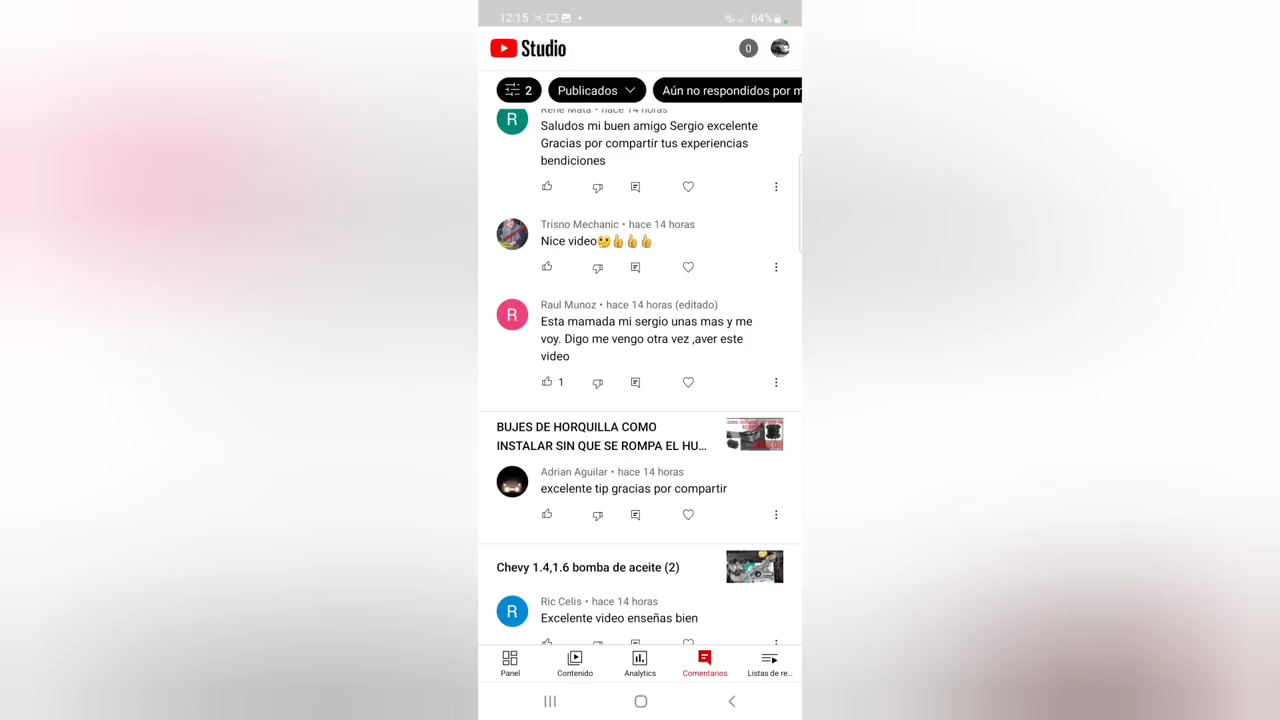 12:15
64%
Studio
0
2
Publicados
Aún no respondidos por m
Rene Mata • hace 14 horas
Saludos mi buen amigo Sergio excelente
Gracias por compartir tus experiencias
bendiciones
Trisno Mechanic • hace 14 horas
Nice video🤔👍👍👍
Raul Munoz • hace 14 horas (editado)
Esta mamada mi sergio unas mas y me
voy. Digo me vengo otra vez ,aver este
video
1
BUJES DE HORQUILLA COMO
INSTALAR SIN QUE SE ROMPA EL HU...
Adrian Aguilar • hace 14 horas
excelente tip gracias por compartir
Chevy 1.4,1.6 bomba de aceite (2)
Ric Celis • hace 14 horas
Excelente video enseñas bien
Panel
Contenido
Analytics
Comentarios
Listas de re...